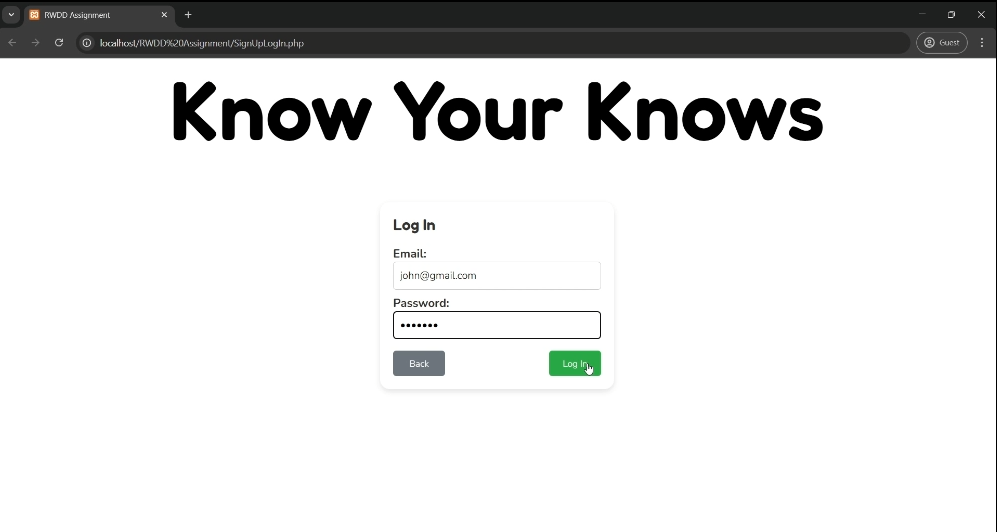 RWDD Assignment
localhost/RWDD%20Assignment/SignUpLogIn.php
Guest
Know Your Knows
Log In
Email:
john@gmail.com
Password:
•••••••
Back
Log In